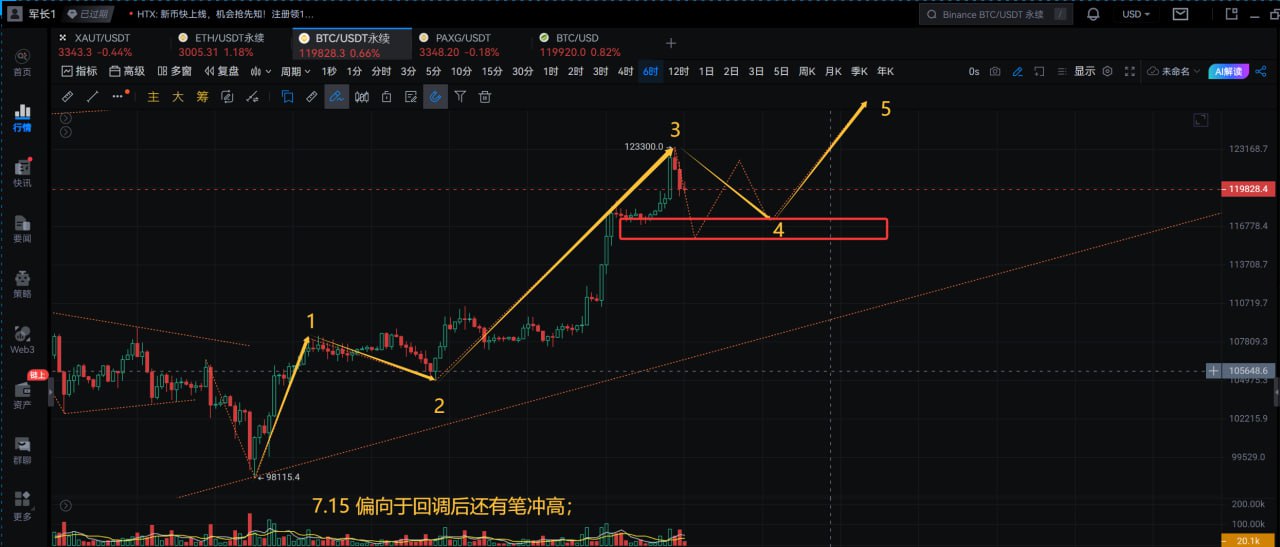 军长1 已过期 HTX: 新币快上线，机会抢先知！注册领1... Binance BTC/USDT 永续 / USD
XAUT/USDT ETH/USDT永续 BTC/USDT永续 PAXG/USDT BTC/USD
3343.3 -0.44% 3005.31 1.18% 119828.3 0.66% 3348.20 -0.18% 119920.0 0.82%
指标 高级 多窗 复盘 周期 1秒 1分 分时 3分 5分 10分 15分 30分 1时 2时 3时 4时 6时 12时 1日 2日 3日 5日 周K 月K 季K 年K 0s 显示 未命名 AI解读
主 大 筹
首页
行情
快讯
要闻
策略
Web3
链上
资产
群聊
更多
5
3
123300.0
123168.7
119828.4
4
116778.4
113708.7
110719.7
1
107809.3
105648.6
104975.3
2
102215.9
99529.0
98115.4
7.15 偏向于回调后还有笔冲高；
200.00k
100.00k
20.1k